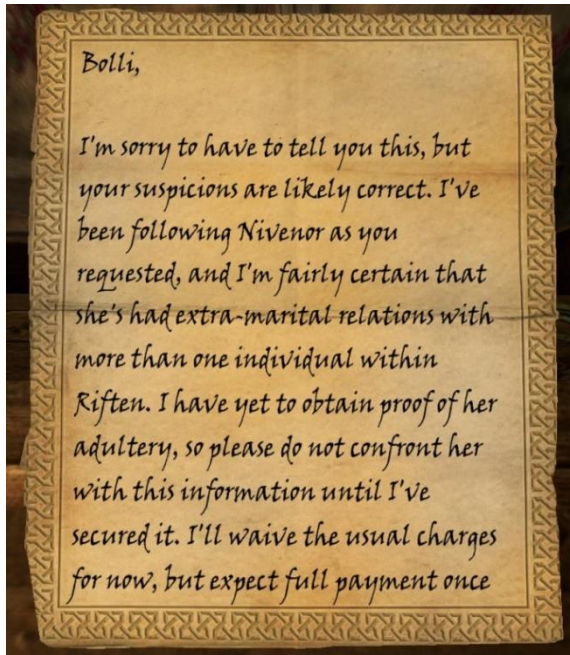 Bolli,
I'm sorry to have to tell you this, but
your suspicions are likely correct. I've
been following Nivenor as you
requested, and I'm fairly certain that
she's had extra-marital relations with
more than one individual within
Riften. I have yet to obtain proof of her
adultery, so please do not confront her
with this information until I've
secured it. I'll waive the usual charges
for now, but expect full payment once